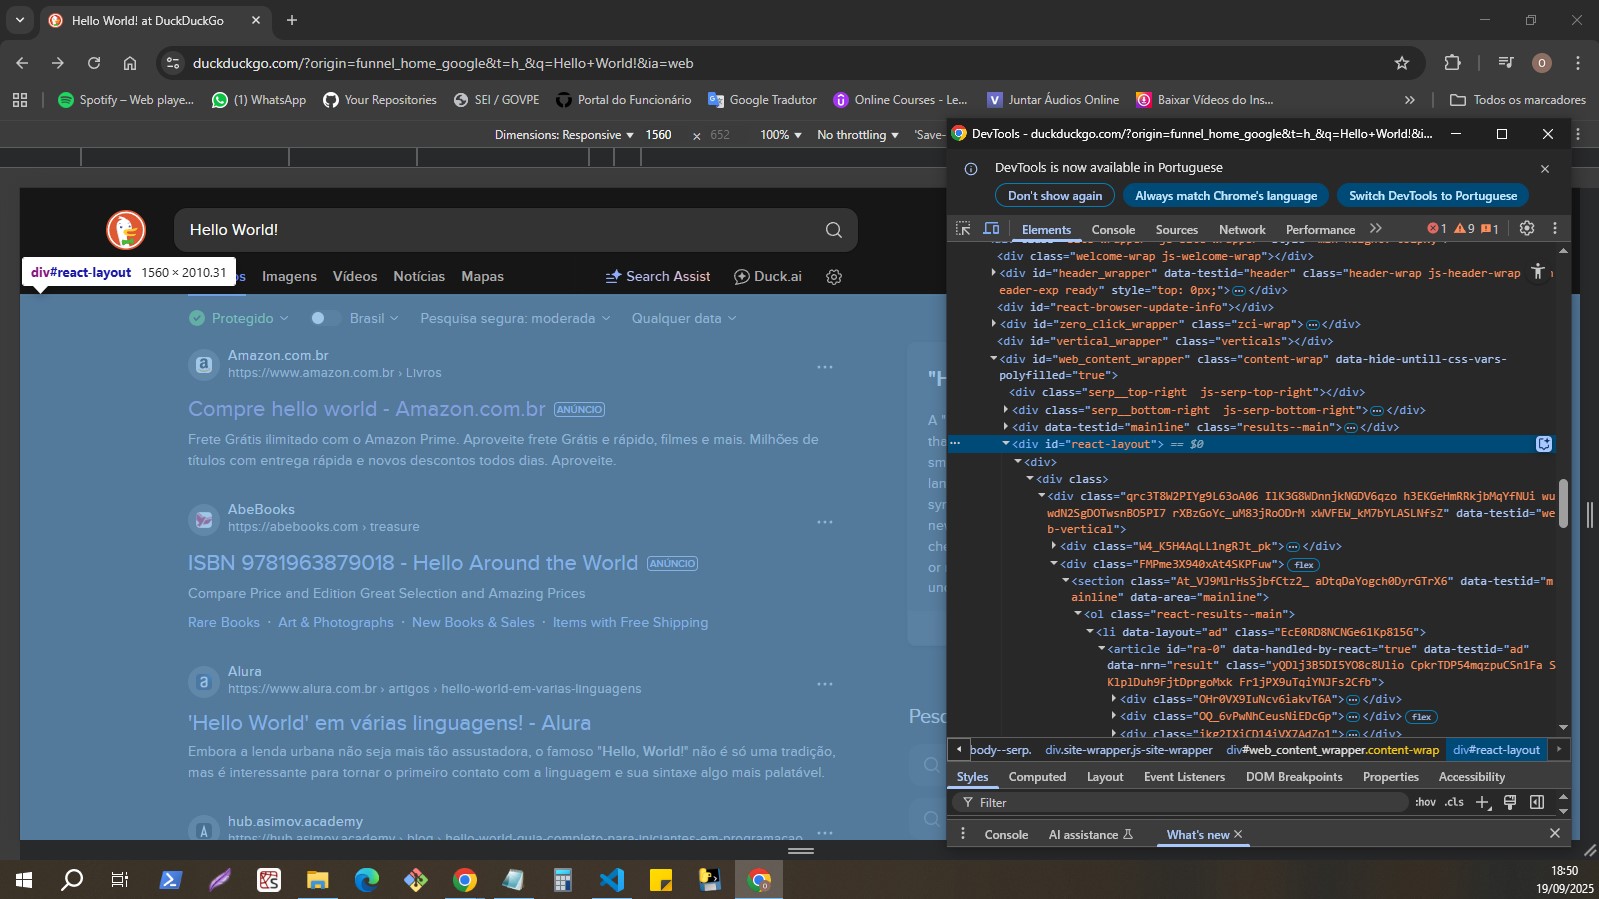 Hello World! at DuckDuckGo
duckduckgo.com/?origin=funnel_home_google&t=h_&q=Hello+World!&ia=web
O
Spotify – Web playe...
(1) WhatsApp
Your Repositories
SEI / GOVPE
Portal do Funcionário
Google Tradutor
Online Courses - Le...
Juntar Áudios Online
Baixar Vídeos do Ins...
Todos os marcadores
Dimensions: Responsive
1560
×
652
100%
No throttling
'Save-
Hello World!
div#react-layout 1560 × 2010.31
Imagens
Vídeos
Notícias
Mapas
Search Assist
Duck.ai
Protegido
Brasil
Pesquisa segura: moderada
Qualquer data
Amazon.com.br
https://www.amazon.com.br › Livros
Compre hello world - Amazon.com.br ANÚNCIO
Frete Grátis ilimitado com o Amazon Prime. Aproveite frete Grátis e rápido, filmes e mais. Milhões de
títulos com entrega rápida e novos descontos todos dias. Aproveite.
AbeBooks
https://abebooks.com › treasure
ISBN 9781963879018 - Hello Around the World ANÚNCIO
Compare Price and Edition Great Selection and Amazing Prices
Rare Books · Art & Photographs · New Books & Sales · Items with Free Shipping
Alura
https://www.alura.com.br › artigos › hello-world-em-varias-linguagens
'Hello World' em várias linguagens! - Alura
Embora a lenda urbana não seja mais tão assustadora, o famoso "Hello, World!" não é só uma tradição,
mas é interessante para tornar o primeiro contato com a linguagem e sua sintaxe algo mais palatável.
hub.asimov.academy
https://hub.asimov.academy › blog › hello-world-guia-completo-para-iniciantes-em-programacao
DevTools - duckduckgo.com/?origin=funnel_home_google&t=h_&q=Hello+World!&i...
DevTools is now available in Portuguese
Don't show again
Always match Chrome's language
Switch DevTools to Portuguese
Elements
Console
Sources
Network
Performance
1
9
1
<div class="welcome-wrap js-welcome-wrap"></div>
<div id="header_wrapper" data-testid="header" class="header-wrap js-header-wrap
eader-exp ready" style="top: 0px;"></div>
<div id="react-browser-update-info"></div>
<div id="zero_click_wrapper" class="zci-wrap"></div>
<div id="vertical_wrapper" class="verticals"></div>
<div id="web_content_wrapper" class="content-wrap" data-hide-untill-css-vars-
polyfilled="true">
<div class="serp__top-right js-serp-top-right"></div>
<div class="serp__bottom-right js-serp-bottom-right"></div>
<div data-testid="mainline" class="results--main"></div>
<div id="react-layout"> == $0
<div>
<div class>
<div class="qrc3T8W2PIYg9L63oA06 IlK3G8WDnnjkNGDV6qzo h3EKGeHmRRkjbMqYfNUi wu
wdN2SgDOTwsnBO5PI7 rXBzGoYc_uM83jRoODrM xWVFEW_kM7bYLASLNfsZ" data-testid="we
b-vertical">
<div class="W4_K5H4AqLL1ngRJt_pk"></div>
<div class="FMPme3X940xAt4SKPFuw"> flex
<section class="At_VJ9MlrHsSjbfCtz2_ aDtqDaYogch0DyrGTrX6" data-testid="m
ainline" data-area="mainline">
<ol class="react-results--main">
<li data-layout="ad" class="EcE0RD8NCNGe61Kp815G">
<article id="ra-0" data-handled-by-react="true" data-testid="ad"
data-nrn="result" class="yQDlj3B5DI5YO8c8Ulio CpkrTDP54mqzpuCSn1Fa S
KlplDuh9FjtDprgoMxk Fr1jPX9uTqiYNJFs2Cfb">
<div class="OHr0VX9IuNcv6iakvT6A"></div>
<div class="OQ_6vPwNhCeusNiEDcGp"></div> flex
body--serp.
div.site-wrapper.js-site-wrapper
div#web_content_wrapper.content-wrap
div#react-layout
Styles
Computed
Layout
Event Listeners
DOM Breakpoints
Properties
Accessibility
Filter
:hov
.cls
Console
AI assistance
What's new
18:50
19/09/2025